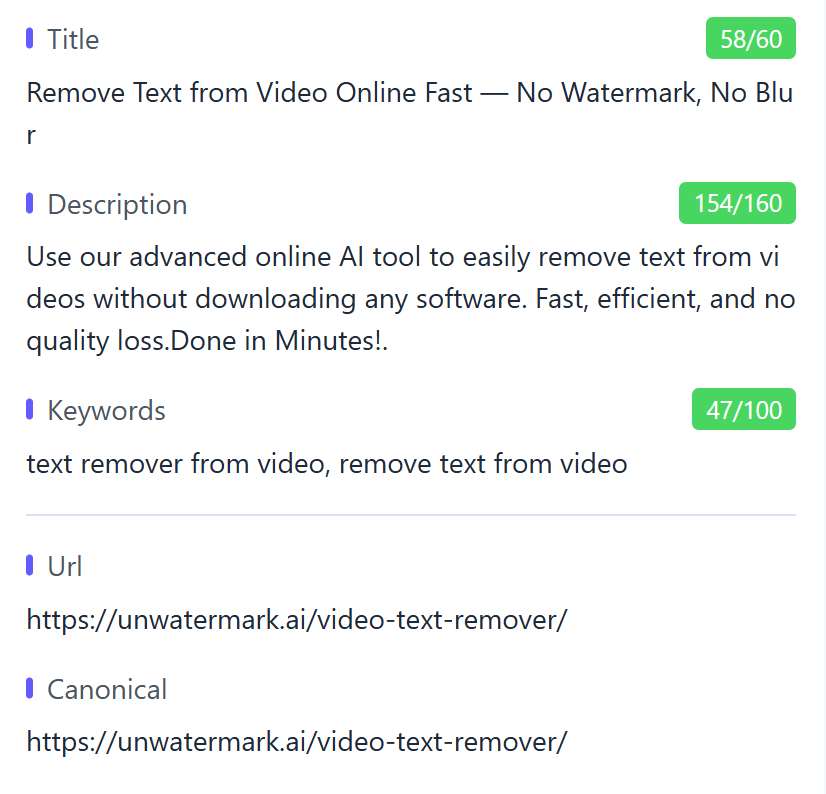 Title
58/60
Remove Text from Video Online Fast — No Watermark, No Blu
r
Description
154/160
Use our advanced online AI tool to easily remove text from vi
deos without downloading any software. Fast, efficient, and no
quality loss.Done in Minutes!.
Keywords
47/100
text remover from video, remove text from video
Url
https://unwatermark.ai/video-text-remover/
Canonical
https://unwatermark.ai/video-text-remover/